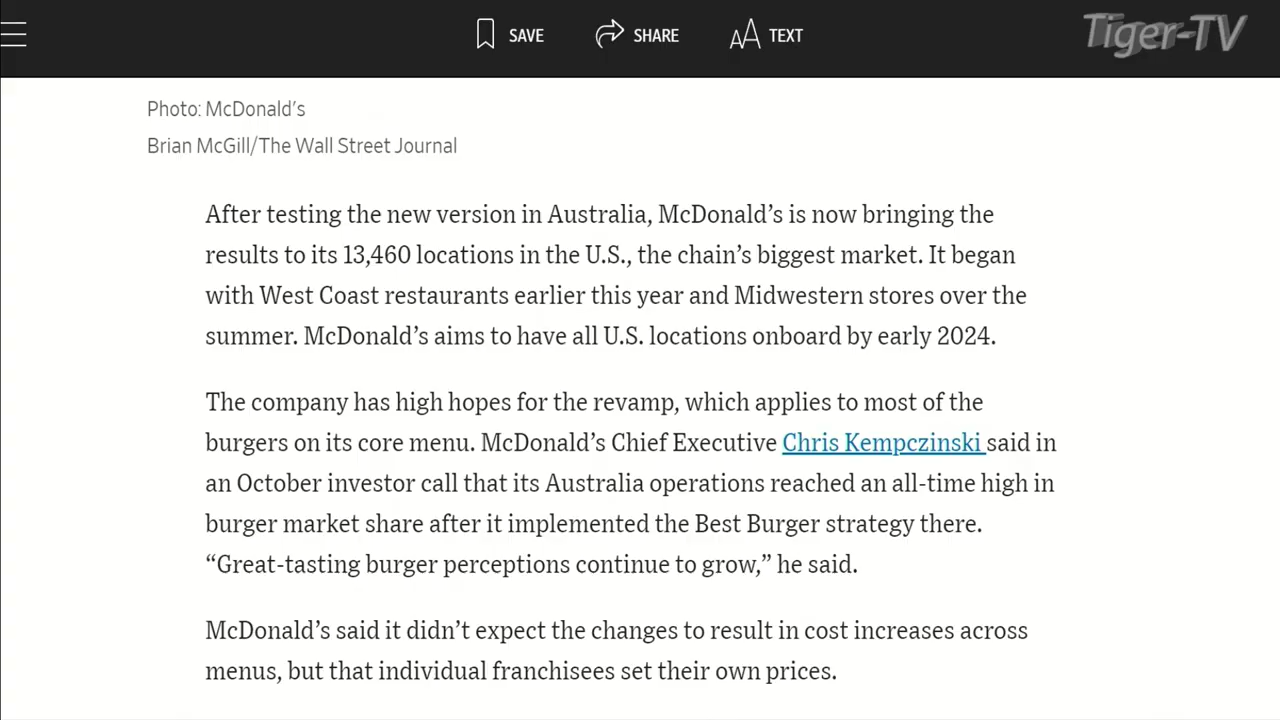 SAVE SHARE AA TEXT Tiger-TV
Photo: McDonald's
Brian McGill/The Wall Street Journal
After testing the new version in Australia, McDonald’s is now bringing the
results to its 13,460 locations in the U.S., the chain’s biggest market. It began
with West Coast restaurants earlier this year and Midwestern stores over the
summer. McDonald’s aims to have all U.S. locations onboard by early 2024.
The company has high hopes for the revamp, which applies to most of the
burgers on its core menu. McDonald’s Chief Executive Chris Kempczinski said in
an October investor call that its Australia operations reached an all-time high in
burger market share after it implemented the Best Burger strategy there.
“Great-tasting burger perceptions continue to grow,” he said.
McDonald’s said it didn’t expect the changes to result in cost increases across
menus, but that individual franchisees set their own prices.